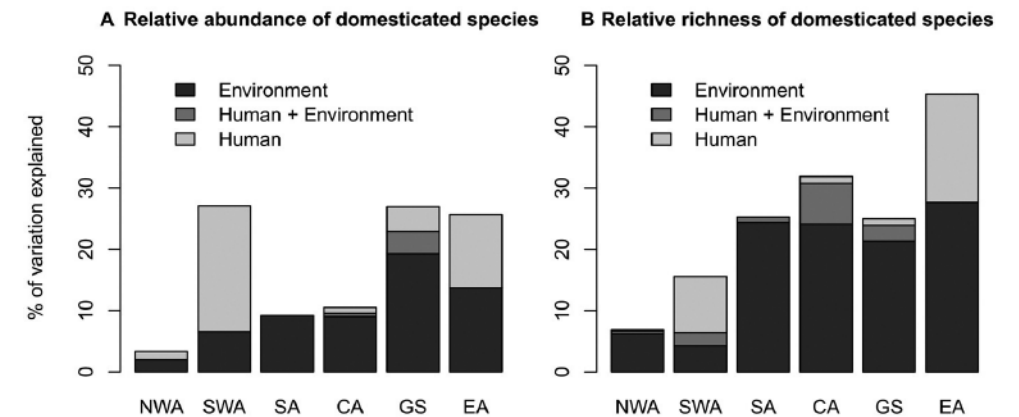 A Relative abundance of domesticated species
% of variation explained
50
40
30
20
10
0
Environment
Human + Environment
Human
NWA SWA SA CA GS EA
B Relative richness of domesticated species
50
40
30
20
10
0
Environment
Human + Environment
Human
NWA SWA SA CA GS EA